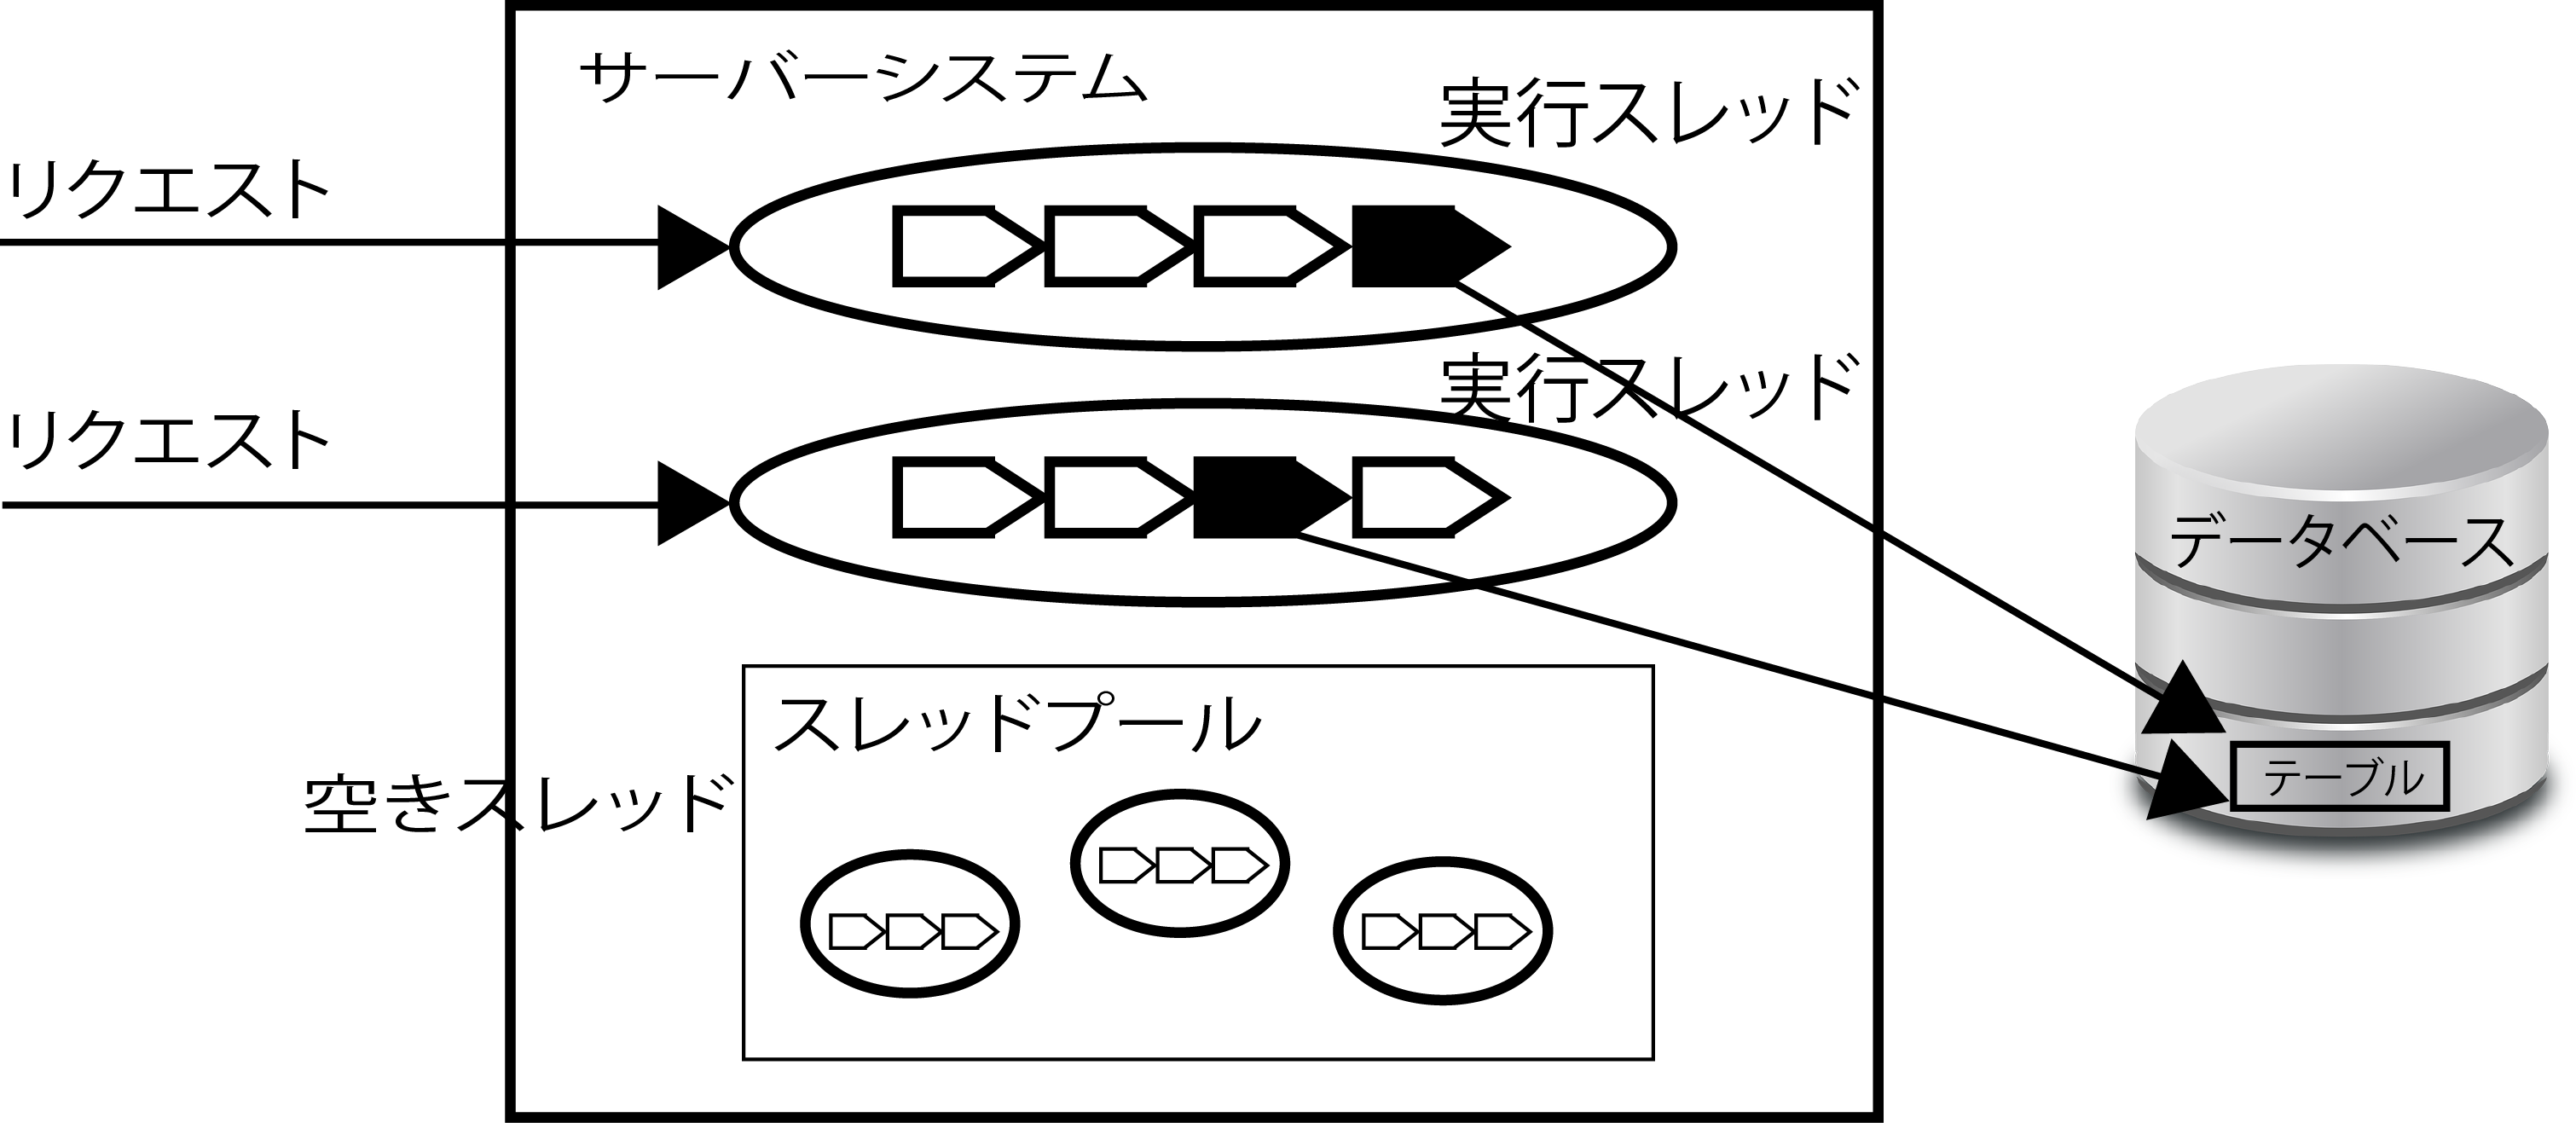 サーバーシステム
実行スレッド
リクエスト
実行スレッド
リクエスト
データベース
スレッドプール
空きスレッド
テーブル